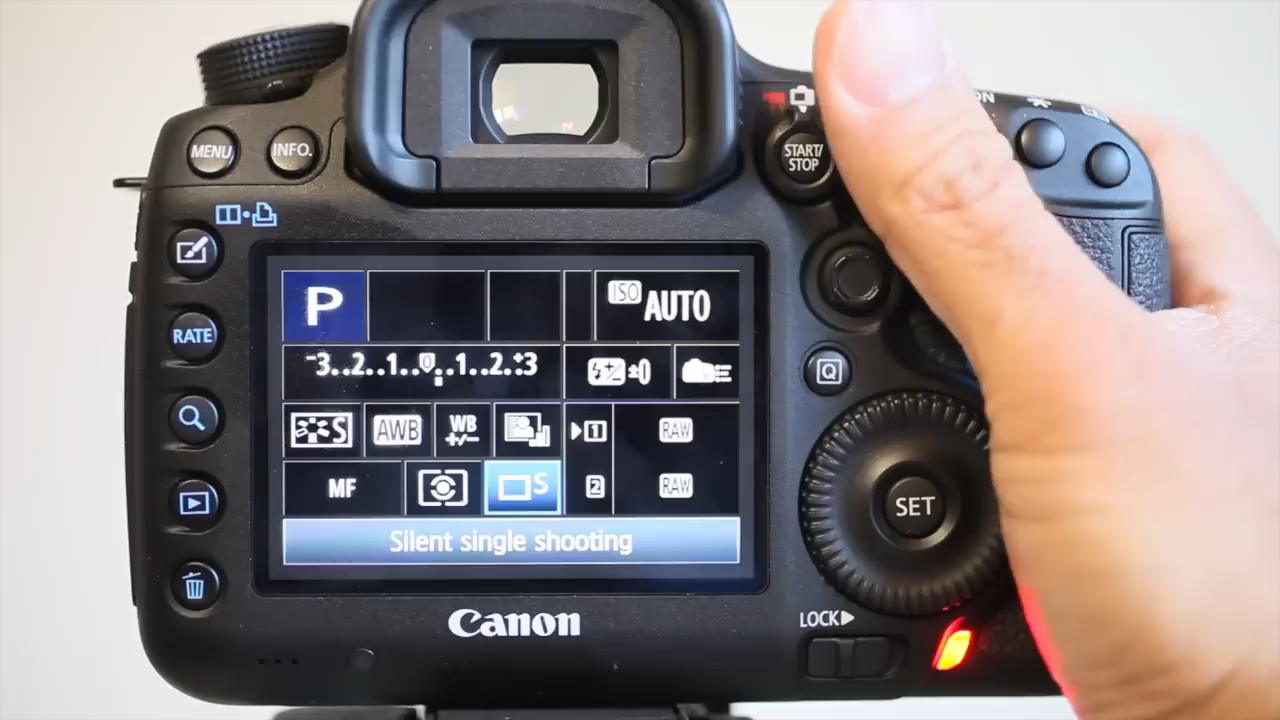 MENU
INFO.
START/
STOP
RATE
P
ISO AUTO
-3..2..1..0..1..2.+3
±0
S
AWB
WB
+/-
1
RAW
MF
S
2
RAW
Silent single shooting
Q
SET
Canon
LOCK